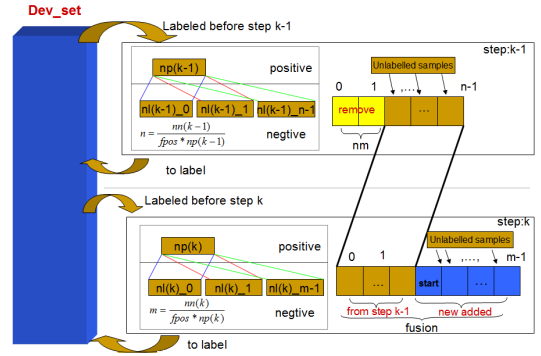 Dev_set
Labeled before step k-1
step:k-1
np(k-1)
positive
nl(k-1)_0
nl(k-1)_1
nl(k-1)_n-1
n = nn(k-1) / fpos * np(k-1)
negtive
Unlabelled samples
0
1
,....,
n-1
remove
...
nm
to label
Labeled before step k
step:k
np(k)
positive
nl(k)_0
nl(k)_1
nl(k)_m-1
m = nn(k) / fpos * np(k)
negtive
Unlabelled samples
0
1
,....,
m-1
...
start
...
from step k-1
new added
fusion
to label